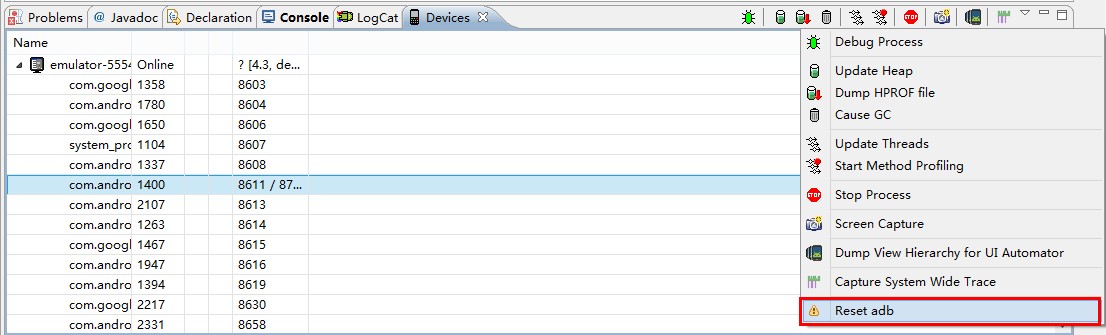 Problems @ Javadoc Declaration Console LogCat Devices
Name
emulator-5554 Online ? [4.3, de...
com.googl 1358 8603
com.andro 1780 8604
com.googl 1650 8606
system_pro 1104 8607
com.andro 1337 8608
com.andro 1400 8611 / 87...
com.andro 2107 8613
com.andro 1263 8614
com.googl 1467 8615
com.andro 1947 8616
com.andro 1394 8619
com.googl 2217 8630
com.andro 2331 8658
Debug Process
Update Heap
Dump HPROF file
Cause GC
Update Threads
Start Method Profiling
Stop Process
Screen Capture
Dump View Hierarchy for UI Automator
Capture System Wide Trace
Reset adb